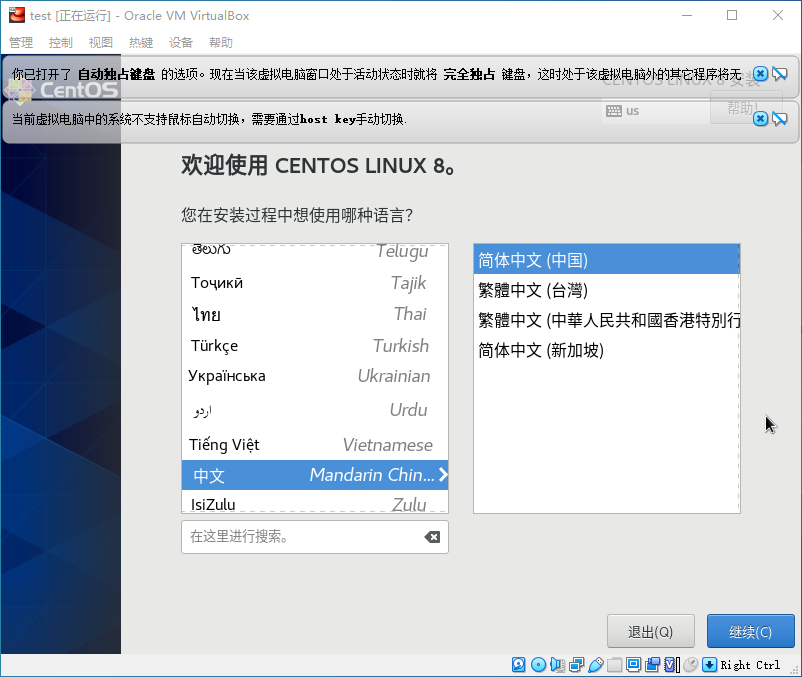 test [正在运行] - Oracle VM VirtualBox
管理 控制 视图 热键 设备 帮助
你已打开了 自动独占键盘 的选项。现在当该虚拟电脑窗口处于活动状态时就将 完全独占 键盘，这时处于该虚拟电脑外的其它程序将无
CentOS
CENTOS LINUX 8 安装
us
帮助!
当前虚拟电脑中的系统不支持鼠标自动切换，需要通过host key手动切换.
欢迎使用 CENTOS LINUX 8。
您在安装过程中想使用哪种语言？
తెలుగు Telugu
Тоҷикӣ Tajik
ไทย Thai
Türkçe Turkish
Українська Ukrainian
اردو Urdu
Tiếng Việt Vietnamese
中文 Mandarin Chin...
IsiZulu Zulu
简体中文 (中国)
繁體中文 (台灣)
繁體中文 (中華人民共和國香港特別行
简体中文 (新加坡)
在这里进行搜索。
退出(Q)
继续(C)
Right Ctrl